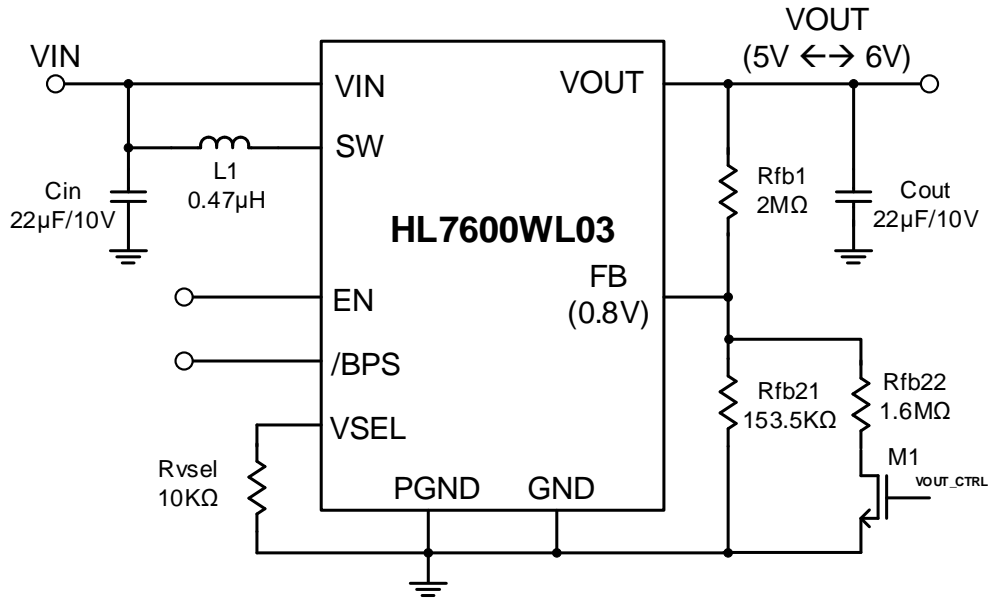 VOUT
(5V ←→ 6V)
VIN
VIN
VOUT
SW
L1
0.47µH
Cin
22µF/10V
Rfb1
2MΩ
Cout
22µF/10V
HL7600WL03
FB
(0.8V)
EN
/BPS
VSEL
Rfb21
153.5KΩ
Rfb22
1.6MΩ
Rvsel
10KΩ
PGND
GND
M1
VOUT_CTRL